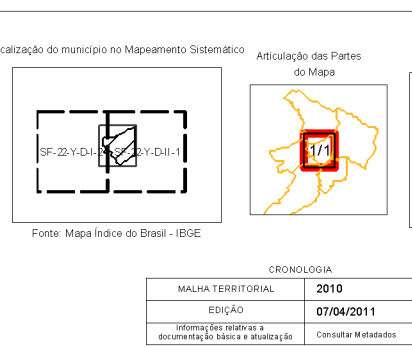 calização do município no Mapeamento Sistemático
Articulação das Partes
do Mapa
SF-22-Y-D-I-2
SF-22-Y-D-II-1
1/1
Fonte: Mapa Índice do Brasil - IBGE
CRONOLOGIA
MALHA TERRITORIAL 2010
EDIÇÃO 07/04/2011
Informações relativas a
documentação básica e atualização Consultar Metadados